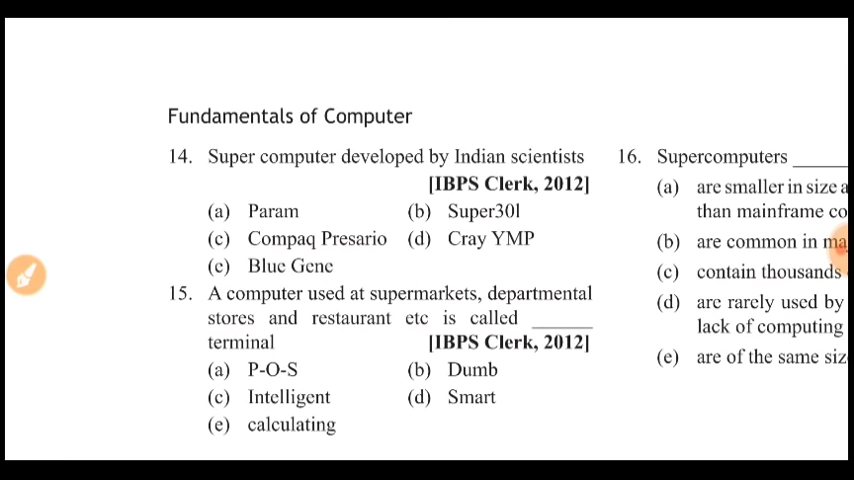 Fundamentals of Computer
14. Super computer developed by Indian scientists
[IBPS Clerk, 2012]
(a) Param (b) Super30l
(c) Compaq Presario (d) Cray YMP
(e) Blue Gene
15. A computer used at supermarkets, departmental
stores and restaurant etc is called ______
terminal [IBPS Clerk, 2012]
(a) P-O-S (b) Dumb
(c) Intelligent (d) Smart
(e) calculating
16. Supercomputers ______
(a) are smaller in size
than mainframe
(b) are common in
(c) contain thousands
(d) are rarely used by
lack of computing
(e) are of the same